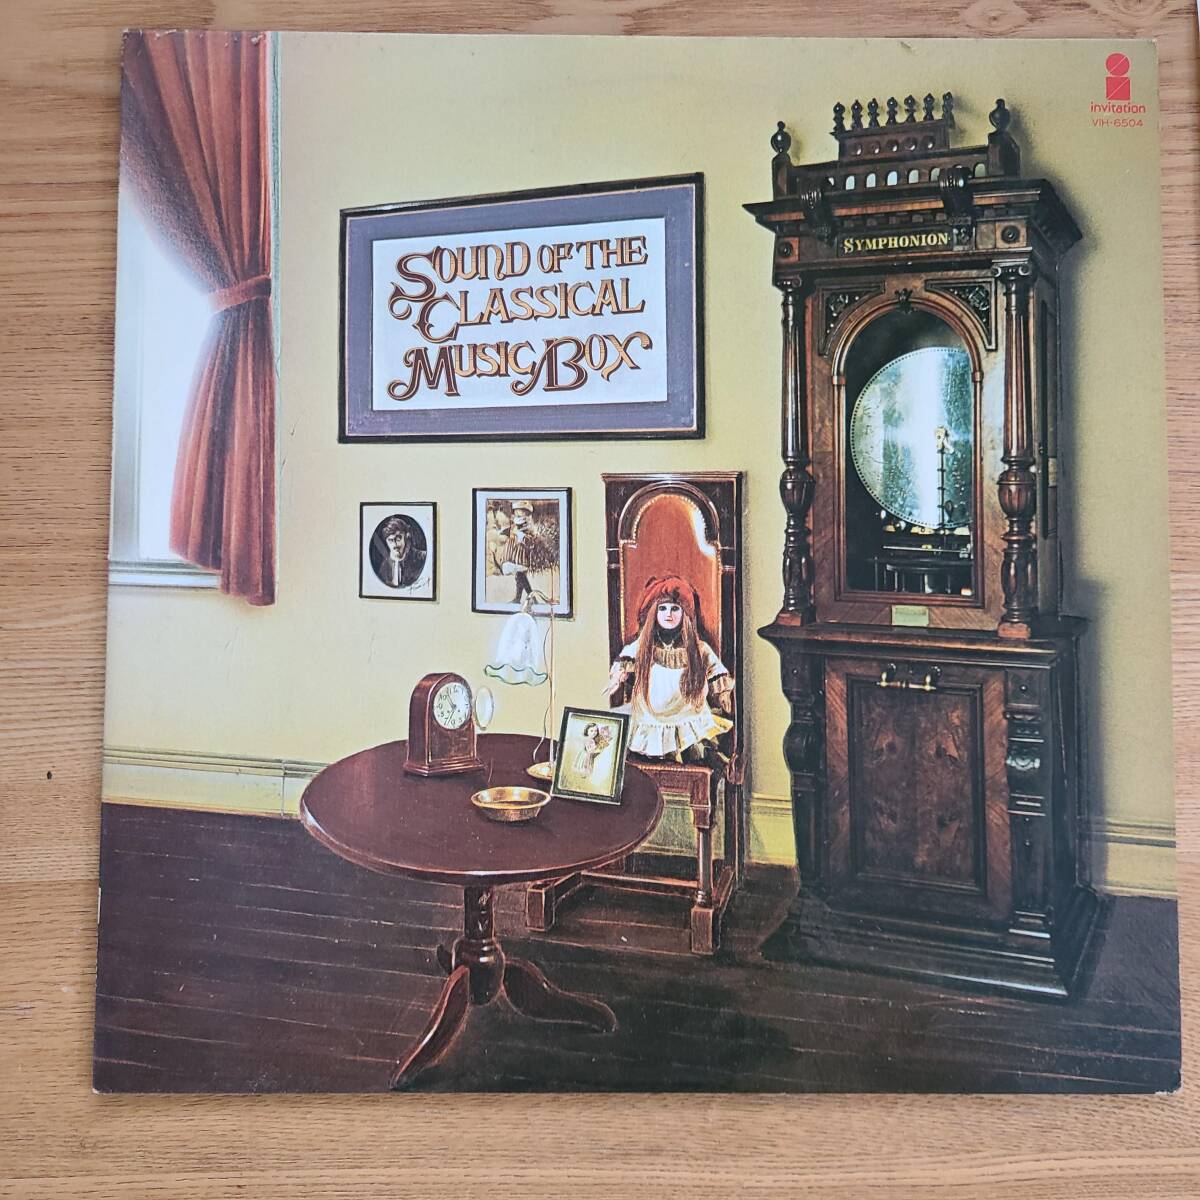 invitation
VIH-6504
SYMPHONION
SOUND OF THE
CLASSICAL
MUSIC BOX